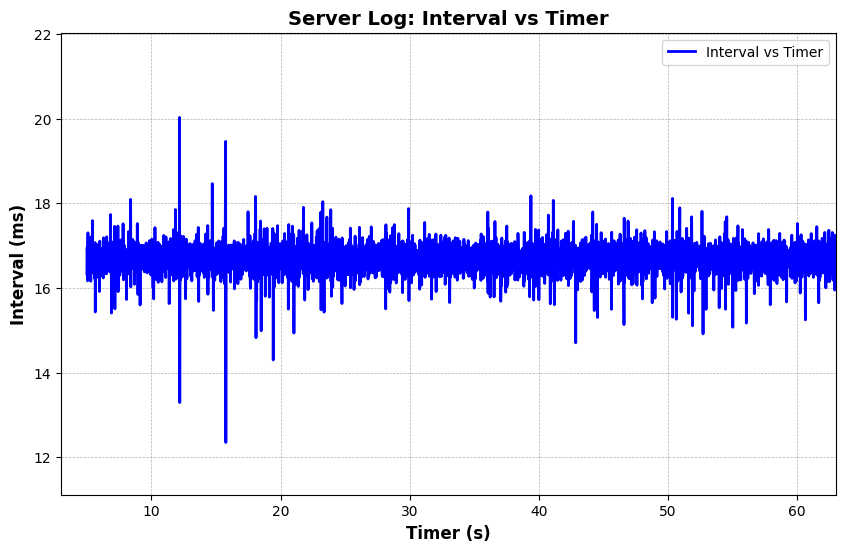 Server Log: Interval vs Timer
Interval vs Timer
22
20
18
16
14
12
Interval (ms)
10 20 30 40 50 60
Timer (s)